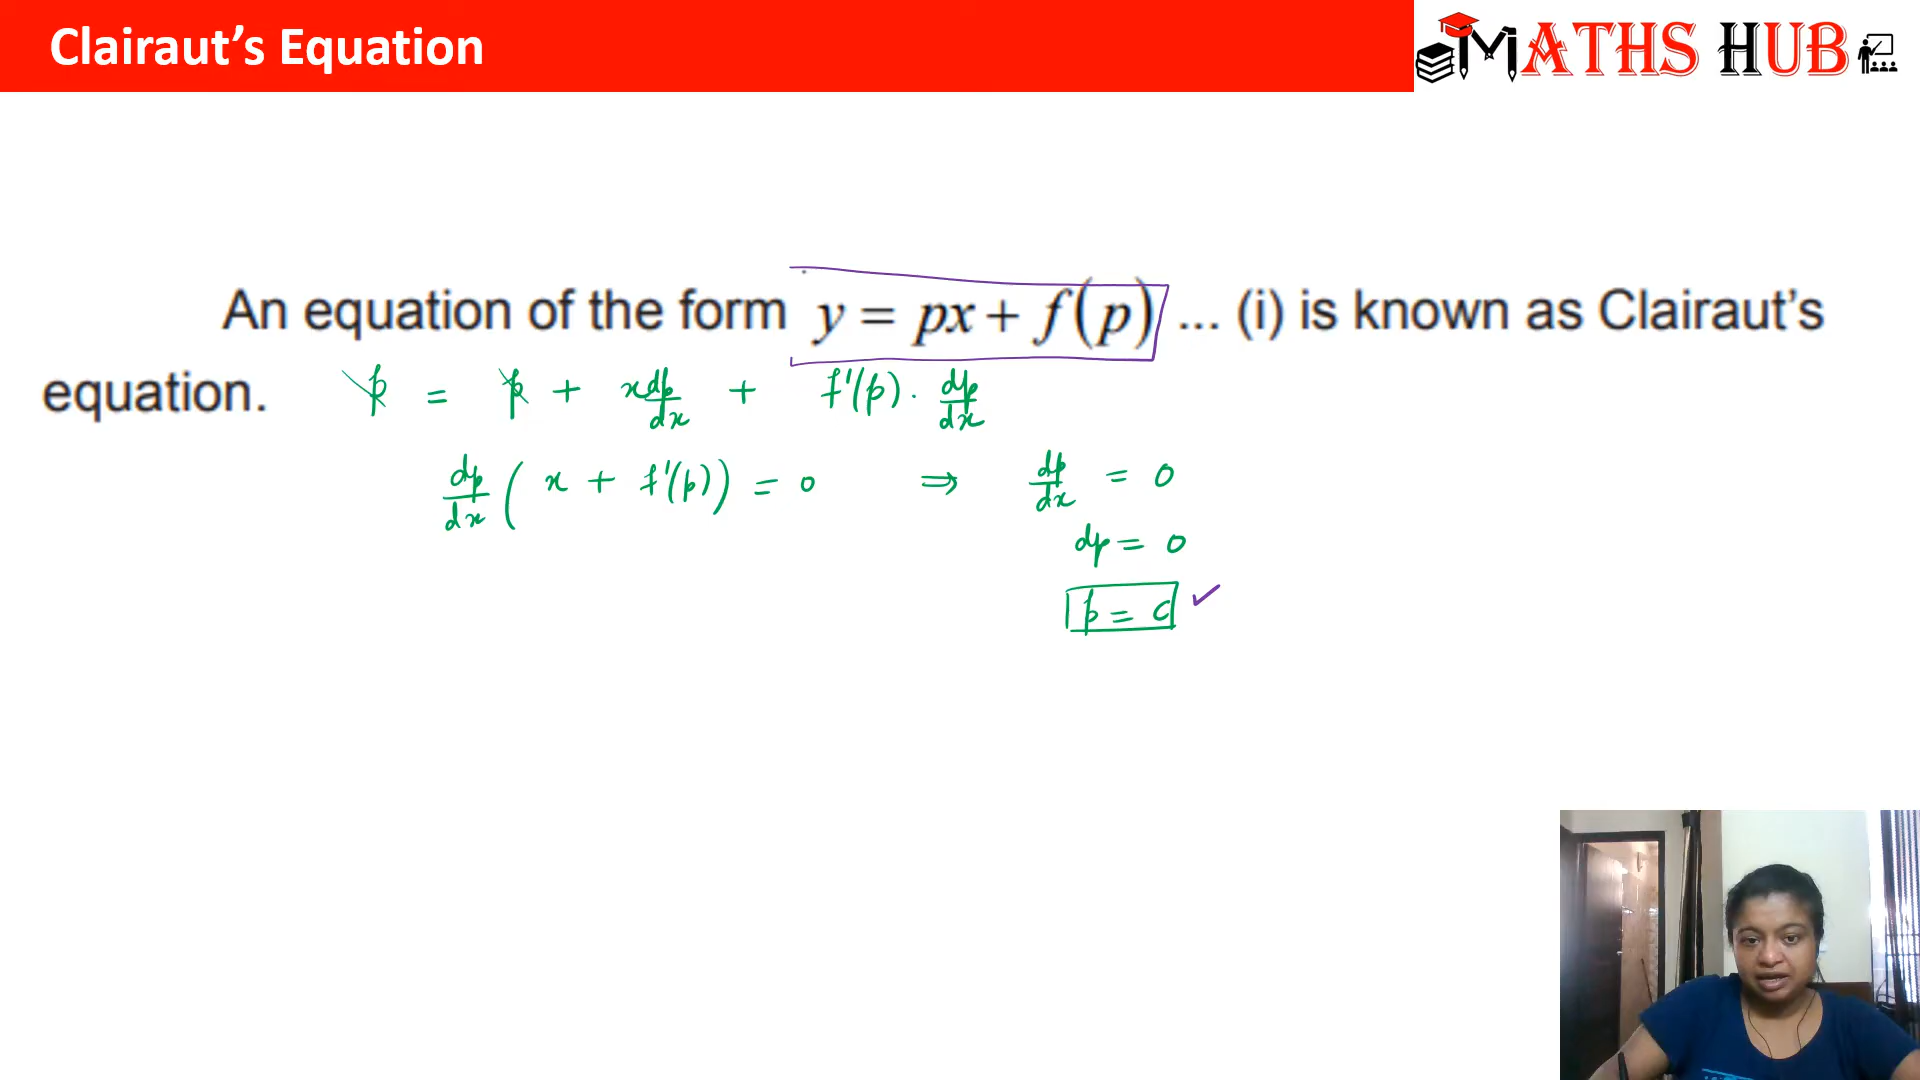 Clairaut's Equation
MATHS HUB
An equation of the form y = px + f(p) ... (i) is known as Clairaut's
equation.
p = p + x dp/dx + f'(p) . dp/dx
dp/dx ( x + f'(p)) = 0 ⇒ dp/dx = 0
dp = 0
p = c ✓